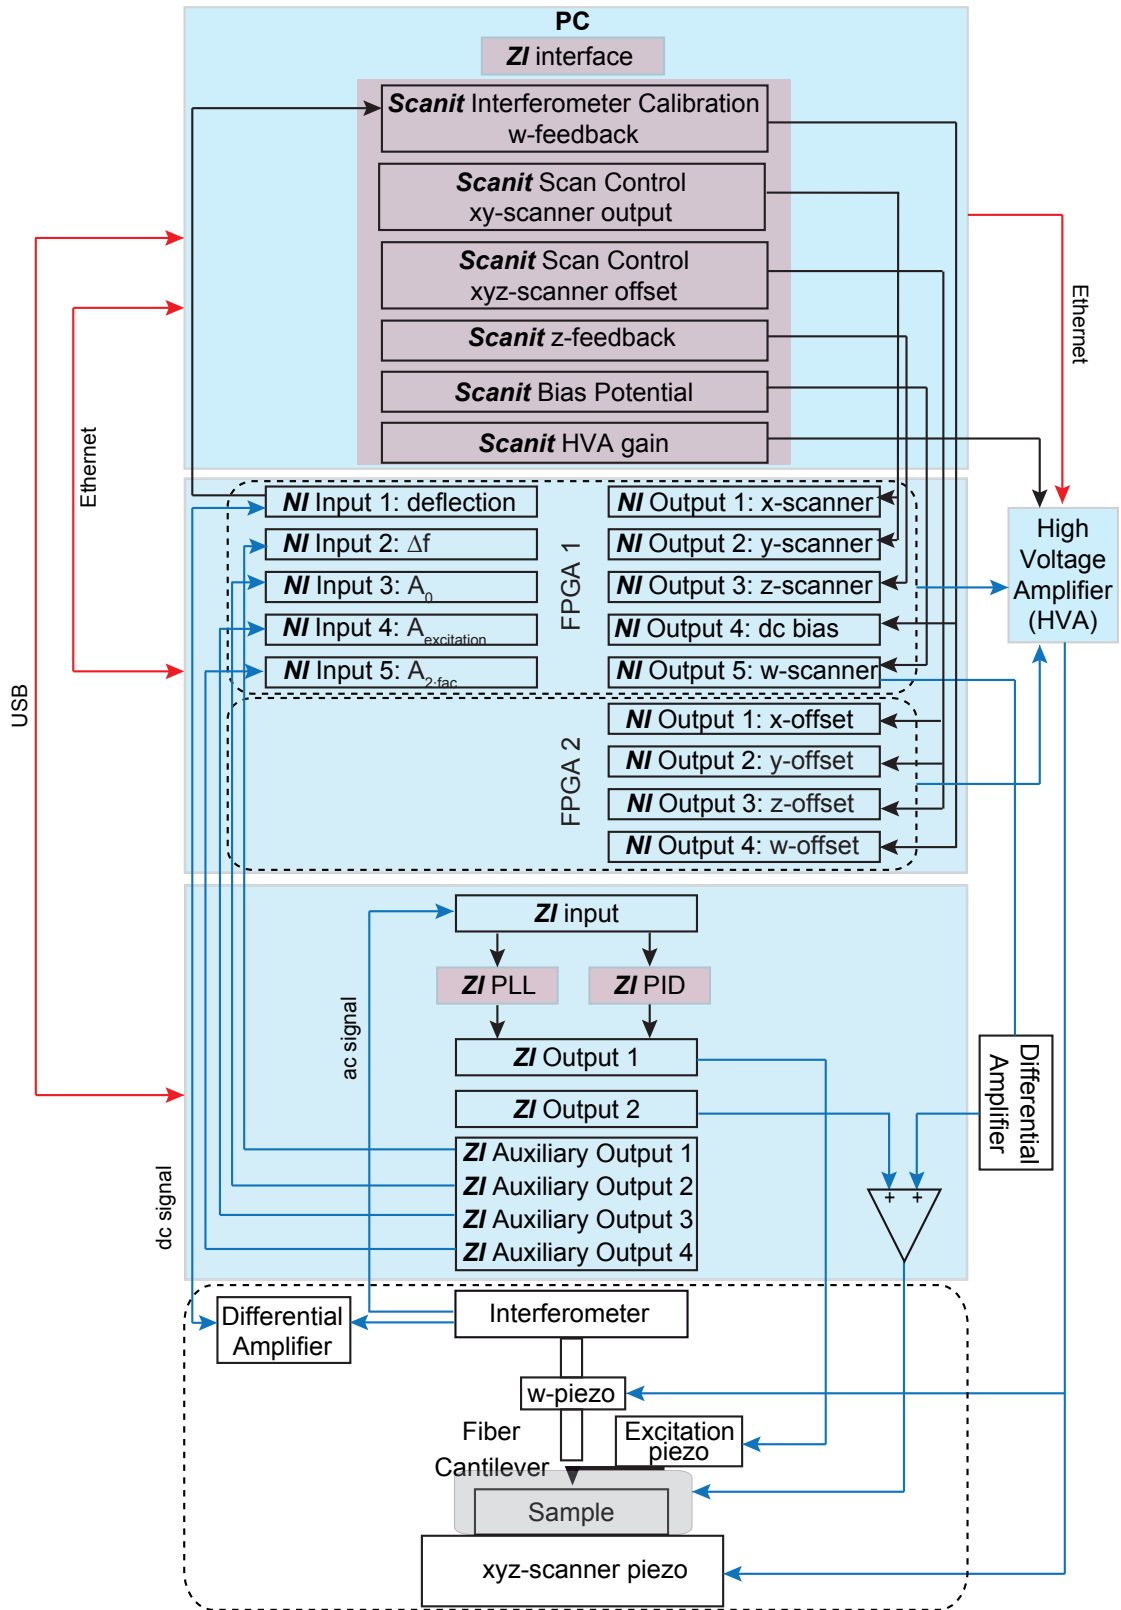 PC
ZI interface
Scanit Interferometer Calibration
w-feedback
Scanit Scan Control
xy-scanner output
Scanit Scan Control
xyz-scanner offset
Scanit z-feedback
Scanit Bias Potential
Scanit HVA gain
Ethernet
Ethernet
USB
NI Input 1: deflection
NI Input 2: Δf
NI Input 3: A0
NI Input 4: Aexcitation
NI Input 5: A2·fac
FPGA 1
NI Output 1: x-scanner
NI Output 2: y-scanner
NI Output 3: z-scanner
NI Output 4: dc bias
NI Output 5: w-scanner
High
Voltage
Amplifier
(HVA)
FPGA 2
NI Output 1: x-offset
NI Output 2: y-offset
NI Output 3: z-offset
NI Output 4: w-offset
ZI input
ZI PLL
ZI PID
ZI Output 1
ZI Output 2
ZI Auxiliary Output 1
ZI Auxiliary Output 2
ZI Auxiliary Output 3
ZI Auxiliary Output 4
ac signal
dc signal
Differential
Amplifier
+ +
Differential
Amplifier
Interferometer
w-piezo
Fiber
Excitation
piezo
Cantilever
Sample
xyz-scanner piezo